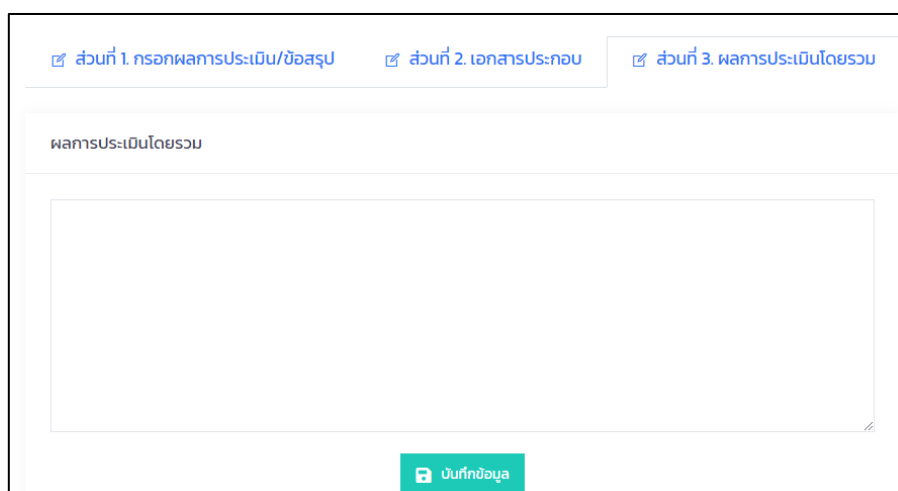 ส่วนที่ 1. กรอกผลการประเมิน/ข้อสรุป
ส่วนที่ 2. เอกสารประกอบ
ส่วนที่ 3. ผลการประเมินโดยรวม
ผลการประเมินโดยรวม
บันทึกข้อมูล